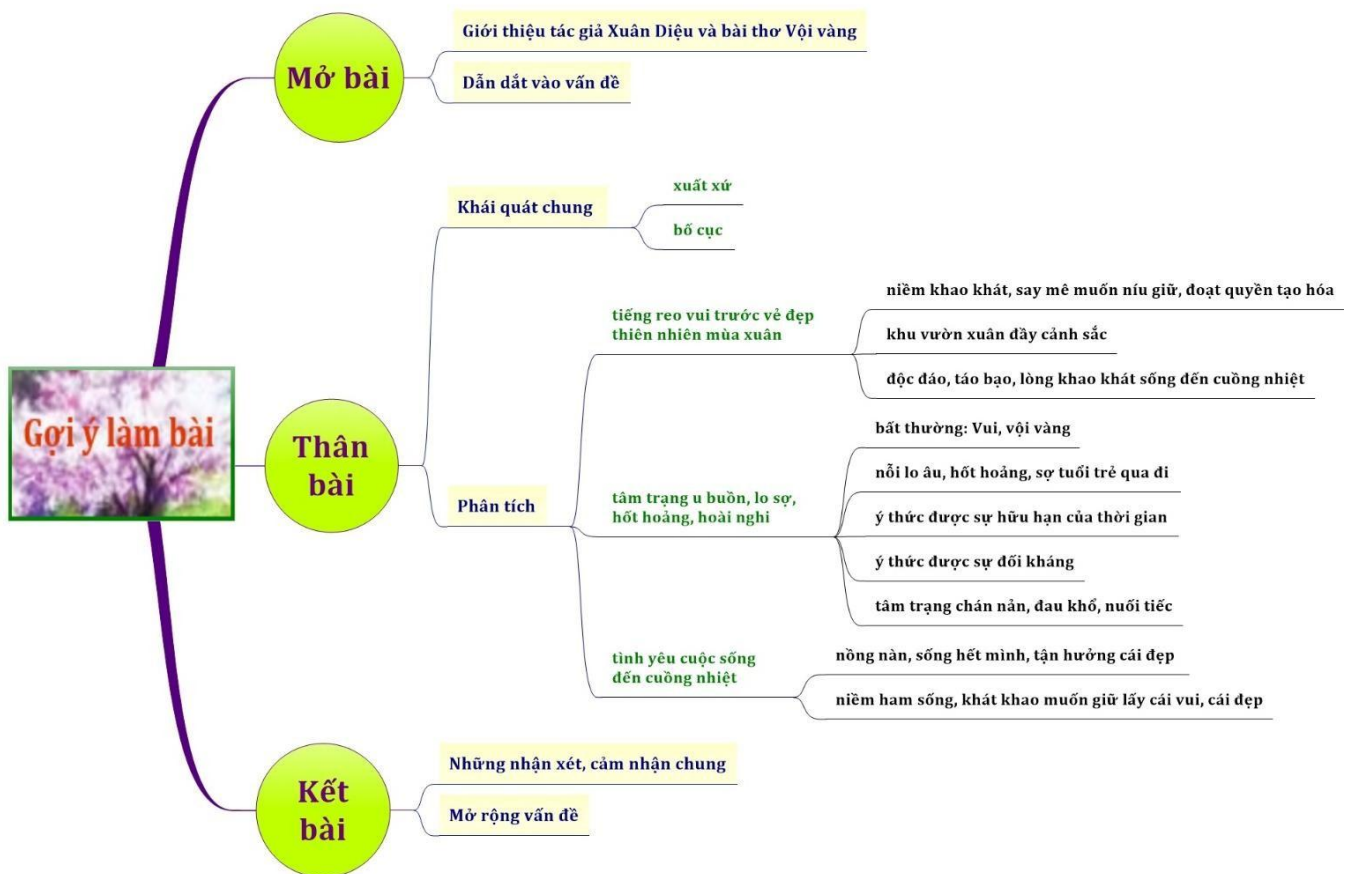 Gợi ý làm bài
Mở bài
Giới thiệu tác giả Xuân Diệu và bài thơ Vội vàng
Dẫn dắt vào vấn đề
Thân
bài
Khái quát chung
xuất xứ
bố cục
Phân tích
tiếng reo vui trước vẻ đẹp
thiên nhiên mùa xuân
niềm khao khát, say mê muốn níu giữ, đoạt quyền tạo hóa
khu vườn xuân đầy cảnh sắc
độc đáo, táo bạo, lòng khao khát sống đến cuồng nhiệt
tâm trạng u buồn, lo sợ,
hốt hoảng, hoài nghi
bất thường: Vui, vội vàng
nỗi lo âu, hốt hoảng, sợ tuổi trẻ qua đi
ý thức được sự hữu hạn của thời gian
ý thức được sự đối kháng
tâm trạng chán nản, đau khổ, nuối tiếc
tình yêu cuộc sống
đến cuồng nhiệt
nồng nàn, sống hết mình, tận hưởng cái đẹp
niềm ham sống, khát khao muốn giữ lấy cái vui, cái đẹp
Kết
bài
Những nhận xét, cảm nhận chung
Mở rộng vấn đề